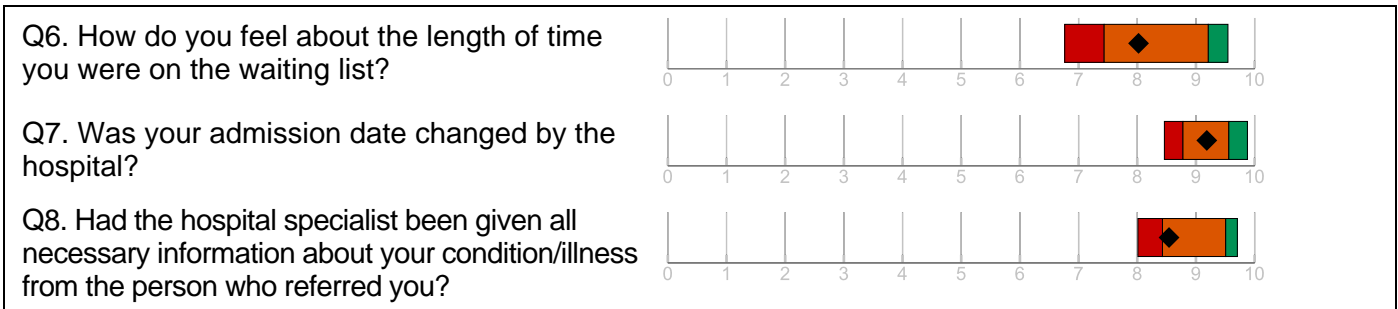 Q6. How do you feel about the length of time
you were on the waiting list?
0 1 2 3 4 5 6 7 8 9 10
Q7. Was your admission date changed by the
hospital?
0 1 2 3 4 5 6 7 8 9 10
Q8. Had the hospital specialist been given all
necessary information about your condition/illness
from the person who referred you?
0 1 2 3 4 5 6 7 8 9 10